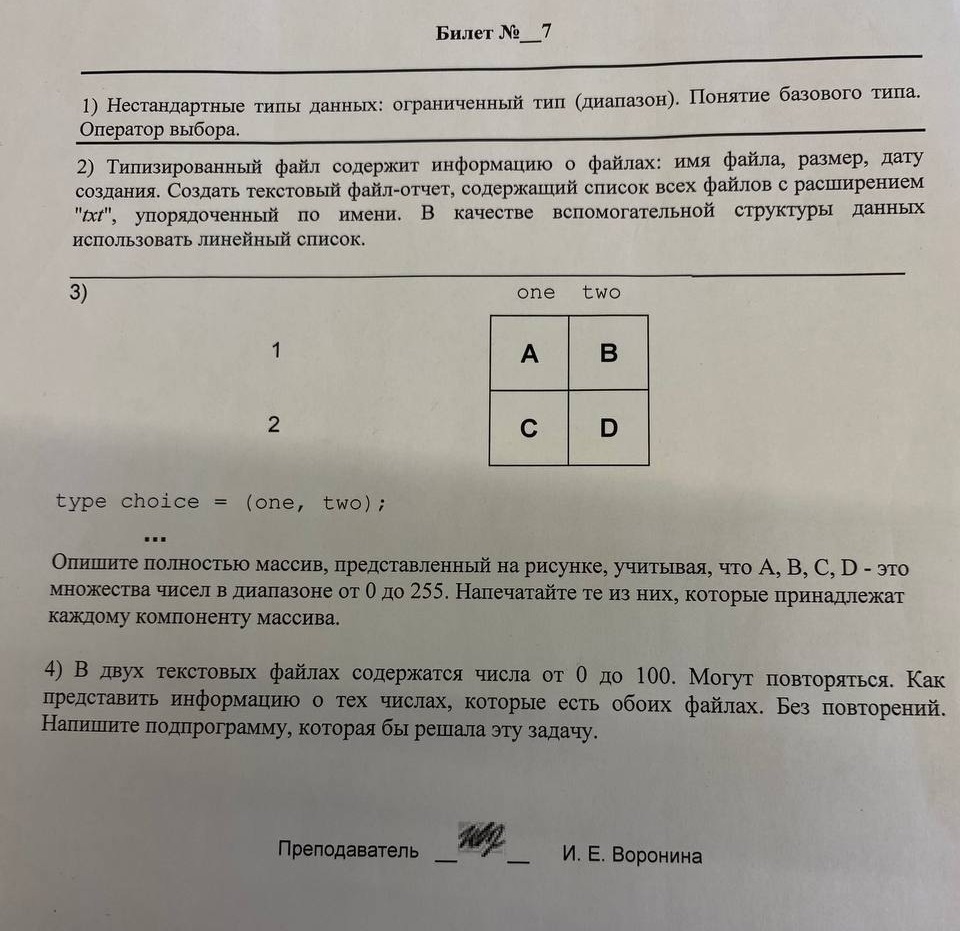 Билет №__7
1) Нестандартные типы данных: ограниченный тип (диапазон). Понятие базового типа.
Оператор выбора.
2) Типизированный файл содержит информацию о файлах: имя файла, размер, дату
создания. Создать текстовый файл-отчет, содержащий список всех файлов с расширением
"txt", упорядоченный по имени. В качестве вспомогательной структуры данных
использовать линейный список.
3)
one two
1 A B
2 C D
type choice = (one, two);
...
Опишите полностью массив, представленный на рисунке, учитывая, что A, B, C, D - это
множества чисел в диапазоне от 0 до 255. Напечатайте те из них, которые принадлежат
каждому компоненту массива.
4) В двух текстовых файлах содержатся числа от 0 до 100. Могут повторяться. Как
представить информацию о тех числах, которые есть обоих файлах. Без повторений.
Напишите подпрограмму, которая бы решала эту задачу.
Преподаватель __ __ И. Е. Воронина